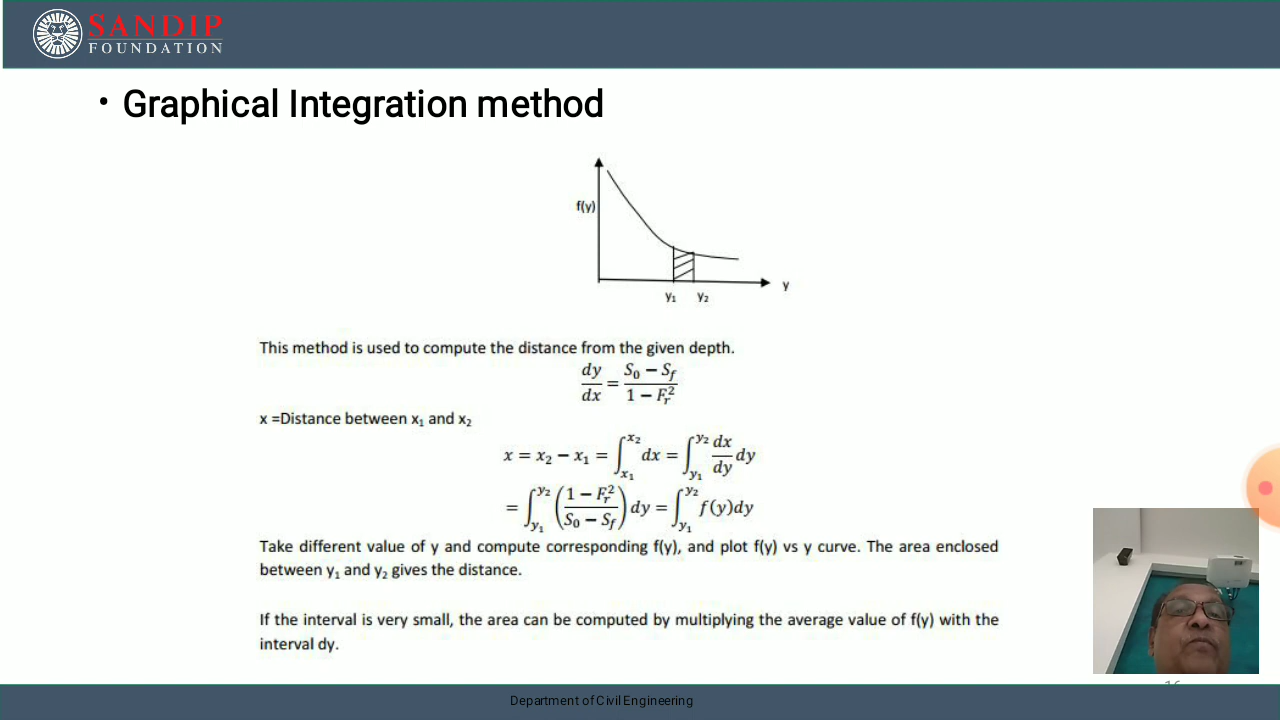 SANDIP
FOUNDATION
• Graphical Integration method
f(y)
y
y₁ y₂
This method is used to compute the distance from the given depth.
dy/dx = (S₀ − S_f)/(1 − F_r²)
x =Distance between x₁ and x₂
x = x₂ − x₁ = ∫_{x₁}^{x₂} dx = ∫_{y₁}^{y₂} dx/dy dy
= ∫_{y₁}^{y₂} ((1 − F_r²)/(S₀ − S_f)) dy = ∫_{y₁}^{y₂} f(y)dy
Take different value of y and compute corresponding f(y), and plot f(y) vs y curve. The area enclosed
between y₁ and y₂ gives the distance.
If the interval is very small, the area can be computed by multiplying the average value of f(y) with the
interval dy.
Department of Civil Engineering